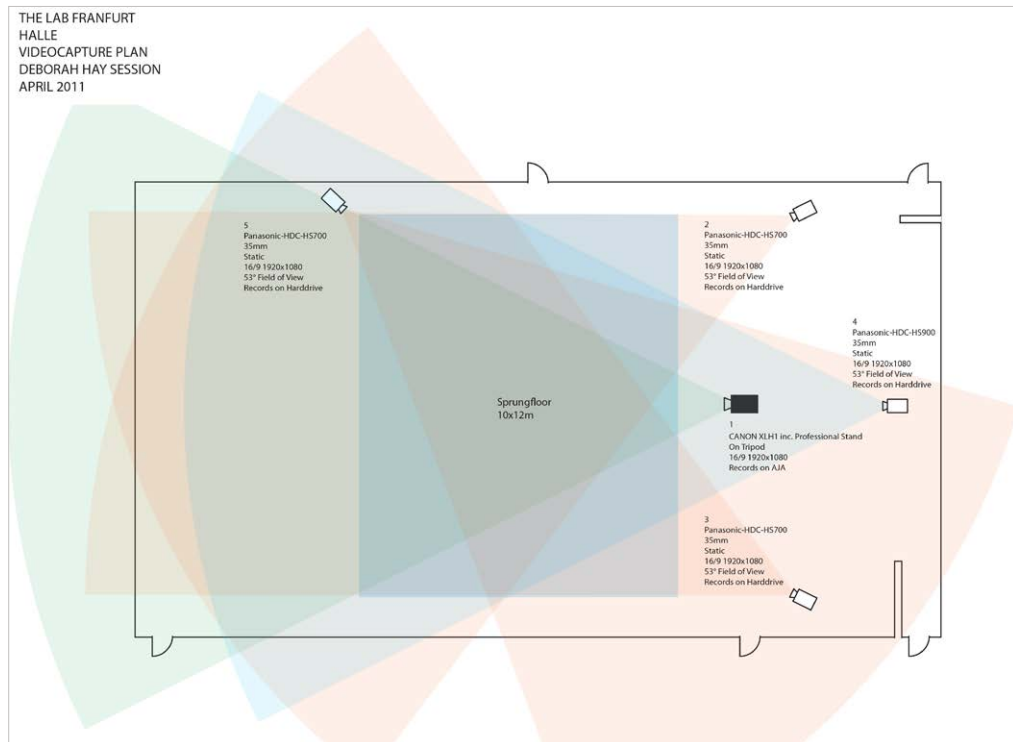 THE LAB FRANFURT
HALLE
VIDEOCAPTURE PLAN
DEBORAH HAY SESSION
APRIL 2011
5
Panasonic-HDC-HS700
35mm
Static
16/9 1920x1080
53° Field of View
Records on Harddrive
2
Panasonic-HDC-HS700
35mm
Static
16/9 1920x1080
53° Field of View
Records on Harddrive
4
Panasonic-HDC-HS900
35mm
Static
16/9 1920x1080
53° Field of View
Records on Harddrive
Sprungfloor
10x12m
1
CANON XLH1 inc. Professional Stand
On Tripod
16/9 1920x1080
Records on AJA
3
Panasonic-HDC-HS700
35mm
Static
16/9 1920x1080
53° Field of View
Records on Harddrive